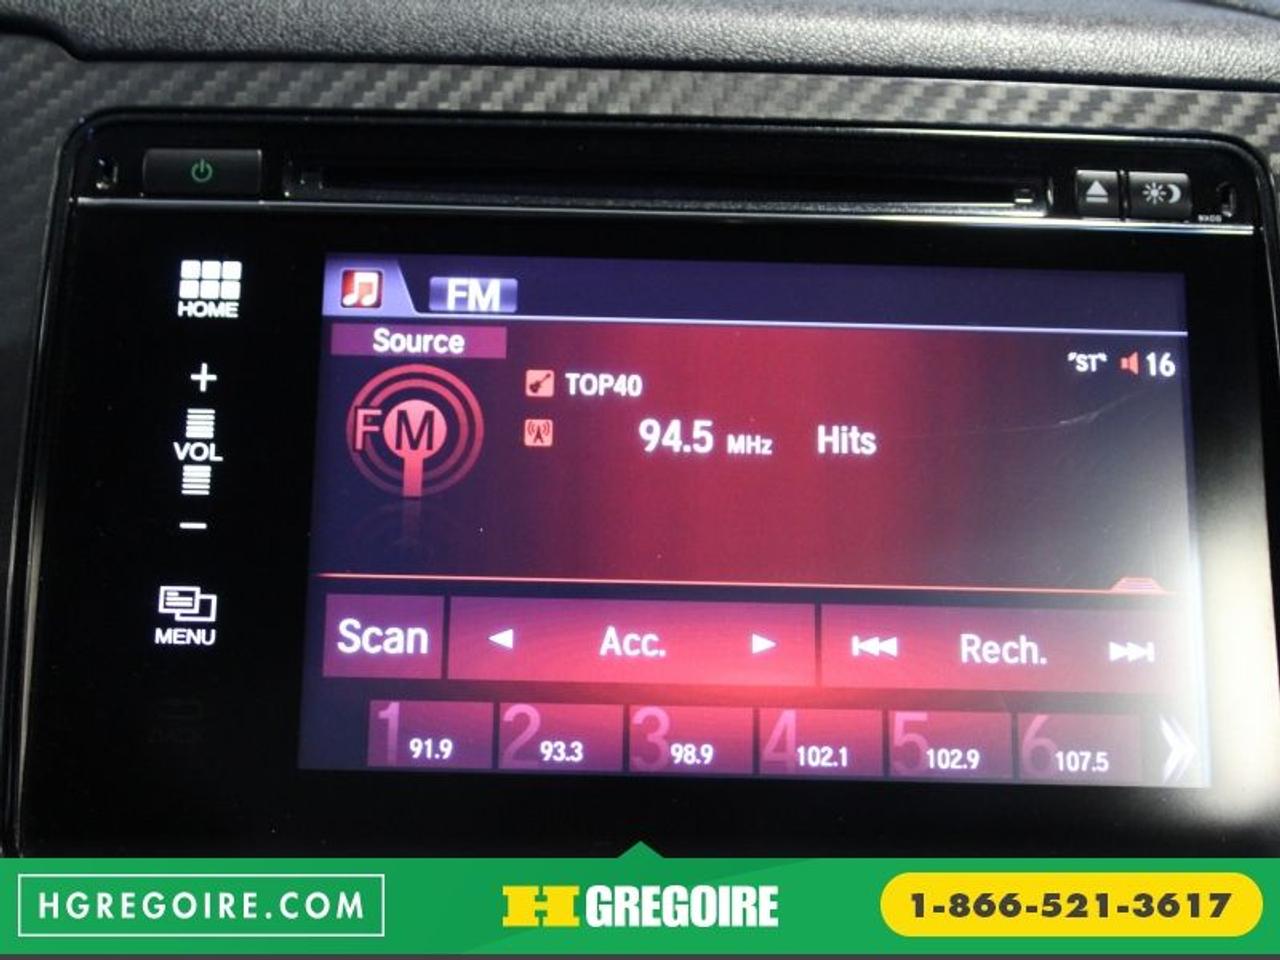 HOME
+
VOL
−
MENU
FM
Source
FM
TOP40
"ST" 16
94.5 MHz Hits
Scan Acc. Rech.
1 91.9 2 93.3 3 98.9 4 102.1 5 102.9 6 107.5
HGREGOIRE.COM H GREGOIRE 1-866-521-3617